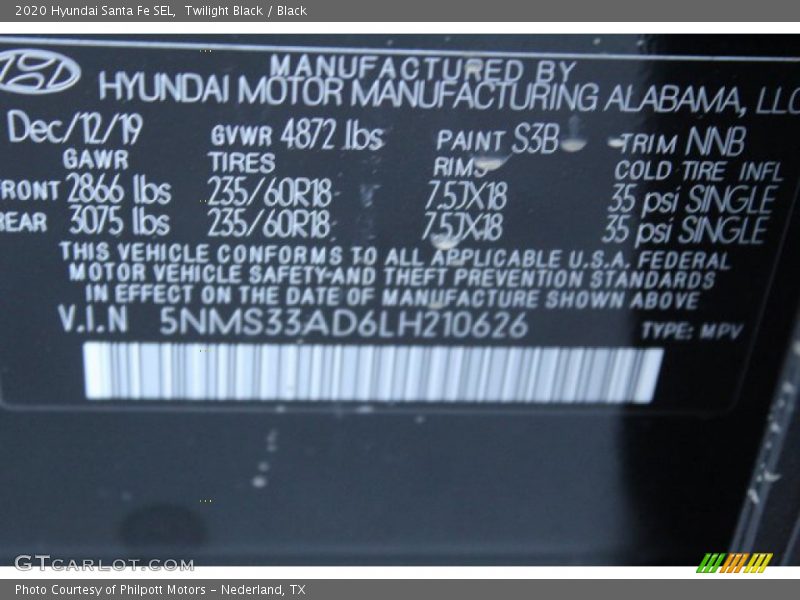 2020 Hyundai Santa Fe SEL, Twilight Black / Black
MANUFACTURED BY
HYUNDAI MOTOR MANUFACTURING ALABAMA, LLC
Dec/12/19 GVWR 4872 lbs PAINT S3B TRIM NNB
GAWR TIRES RIMS COLD TIRE INFL
FRONT 2866 lbs 235/60R18 7.5JX18 35 psi SINGLE
REAR 3075 lbs 235/60R18 7.5JX18 35 psi SINGLE
THIS VEHICLE CONFORMS TO ALL APPLICABLE U.S.A. FEDERAL
MOTOR VEHICLE SAFETY AND THEFT PREVENTION STANDARDS
IN EFFECT ON THE DATE OF MANUFACTURE SHOWN ABOVE
V.I.N 5NMS33AD6LH210626 TYPE: MPV
GTCARLOT.COM
Photo Courtesy of Philpott Motors - Nederland, TX